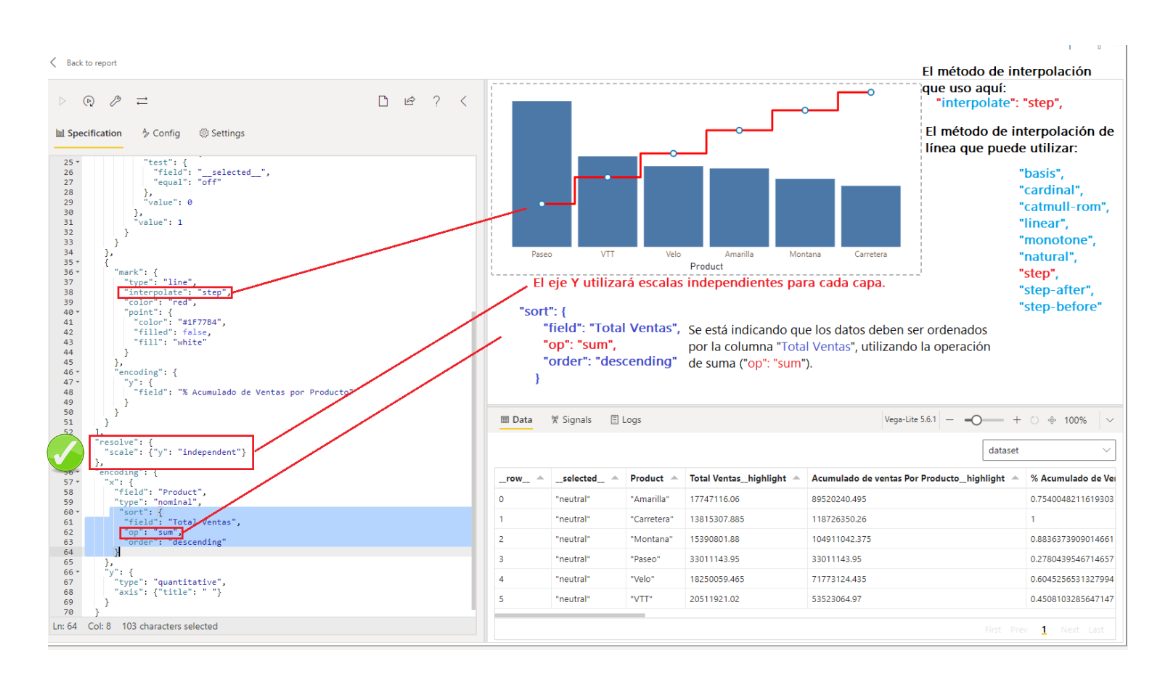 Back to report
Specification
Config
Settings
25
26
27
28
29
30
31
32
33
34
35
36
37
38
39
40
41
42
43
44
45
46
47
48
49
50
51
52
56
57
58
59
60
61
62
63
64
65
66
67
68
69
70
"test": {
"field": "__selected__",
"equal": "off"
},
"value": 0
},
"value": 1
}
}
},
{
"mark": {
"type": "line",
"interpolate": "step",
"color": "red",
"point": {
"color": "#1F77B4",
"filled": false,
"fill": "white"
}
},
"encoding": {
"y": {
"field": "% Acumulado de Ventas por Producto"
}
}
}
],
"resolve": {
"scale": {"y": "independent"}
},
"encoding": {
"x": {
"field": "Product",
"type": "nominal",
"sort": {
"field": "Total Ventas",
"op": "sum",
"order": "descending"
}
},
"y": {
"type": "quantitative",
"axis": {"title": " "}
}
}
Ln: 64 Col: 8 103 characters selected
Paseo VTT Velo Amarilla Montana Carretera
Product
El método de interpolación
que uso aquí:
"interpolate": "step",
El método de interpolación de
línea que puede utilizar:
"basis",
"cardinal",
"catmull-rom",
"linear",
"monotone",
"natural",
"step",
"step-after",
"step-before"
El eje Y utilizará escalas independientes para cada capa.
"sort": {
"field": "Total Ventas",
"op": "sum",
"order": "descending"
}
Se está indicando que los datos deben ser ordenados
por la columna "Total Ventas", utilizando la operación
de suma ("op": "sum").
Data Signals Logs
Vega-Lite 5.6.1 − + 100%
dataset
__row__ __selected__ Product Total Ventas__highlight Acumulado de ventas Por Producto__highlight % Acumulado de Ve
0 "neutral" "Amarilla" 17747116.06 89520240.495 0.7540048211619303
1 "neutral" "Carretera" 13815307.885 118726350.26 1
2 "neutral" "Montana" 15390801.88 104911042.375 0.8836373909014661
3 "neutral" "Paseo" 33011143.95 33011143.95 0.2780439546714657
4 "neutral" "Velo" 18250059.465 71773124.435 0.6045256531327994
5 "neutral" "VTT" 20511921.02 53523064.97 0.4508103285647147
First Prev 1 Next Last